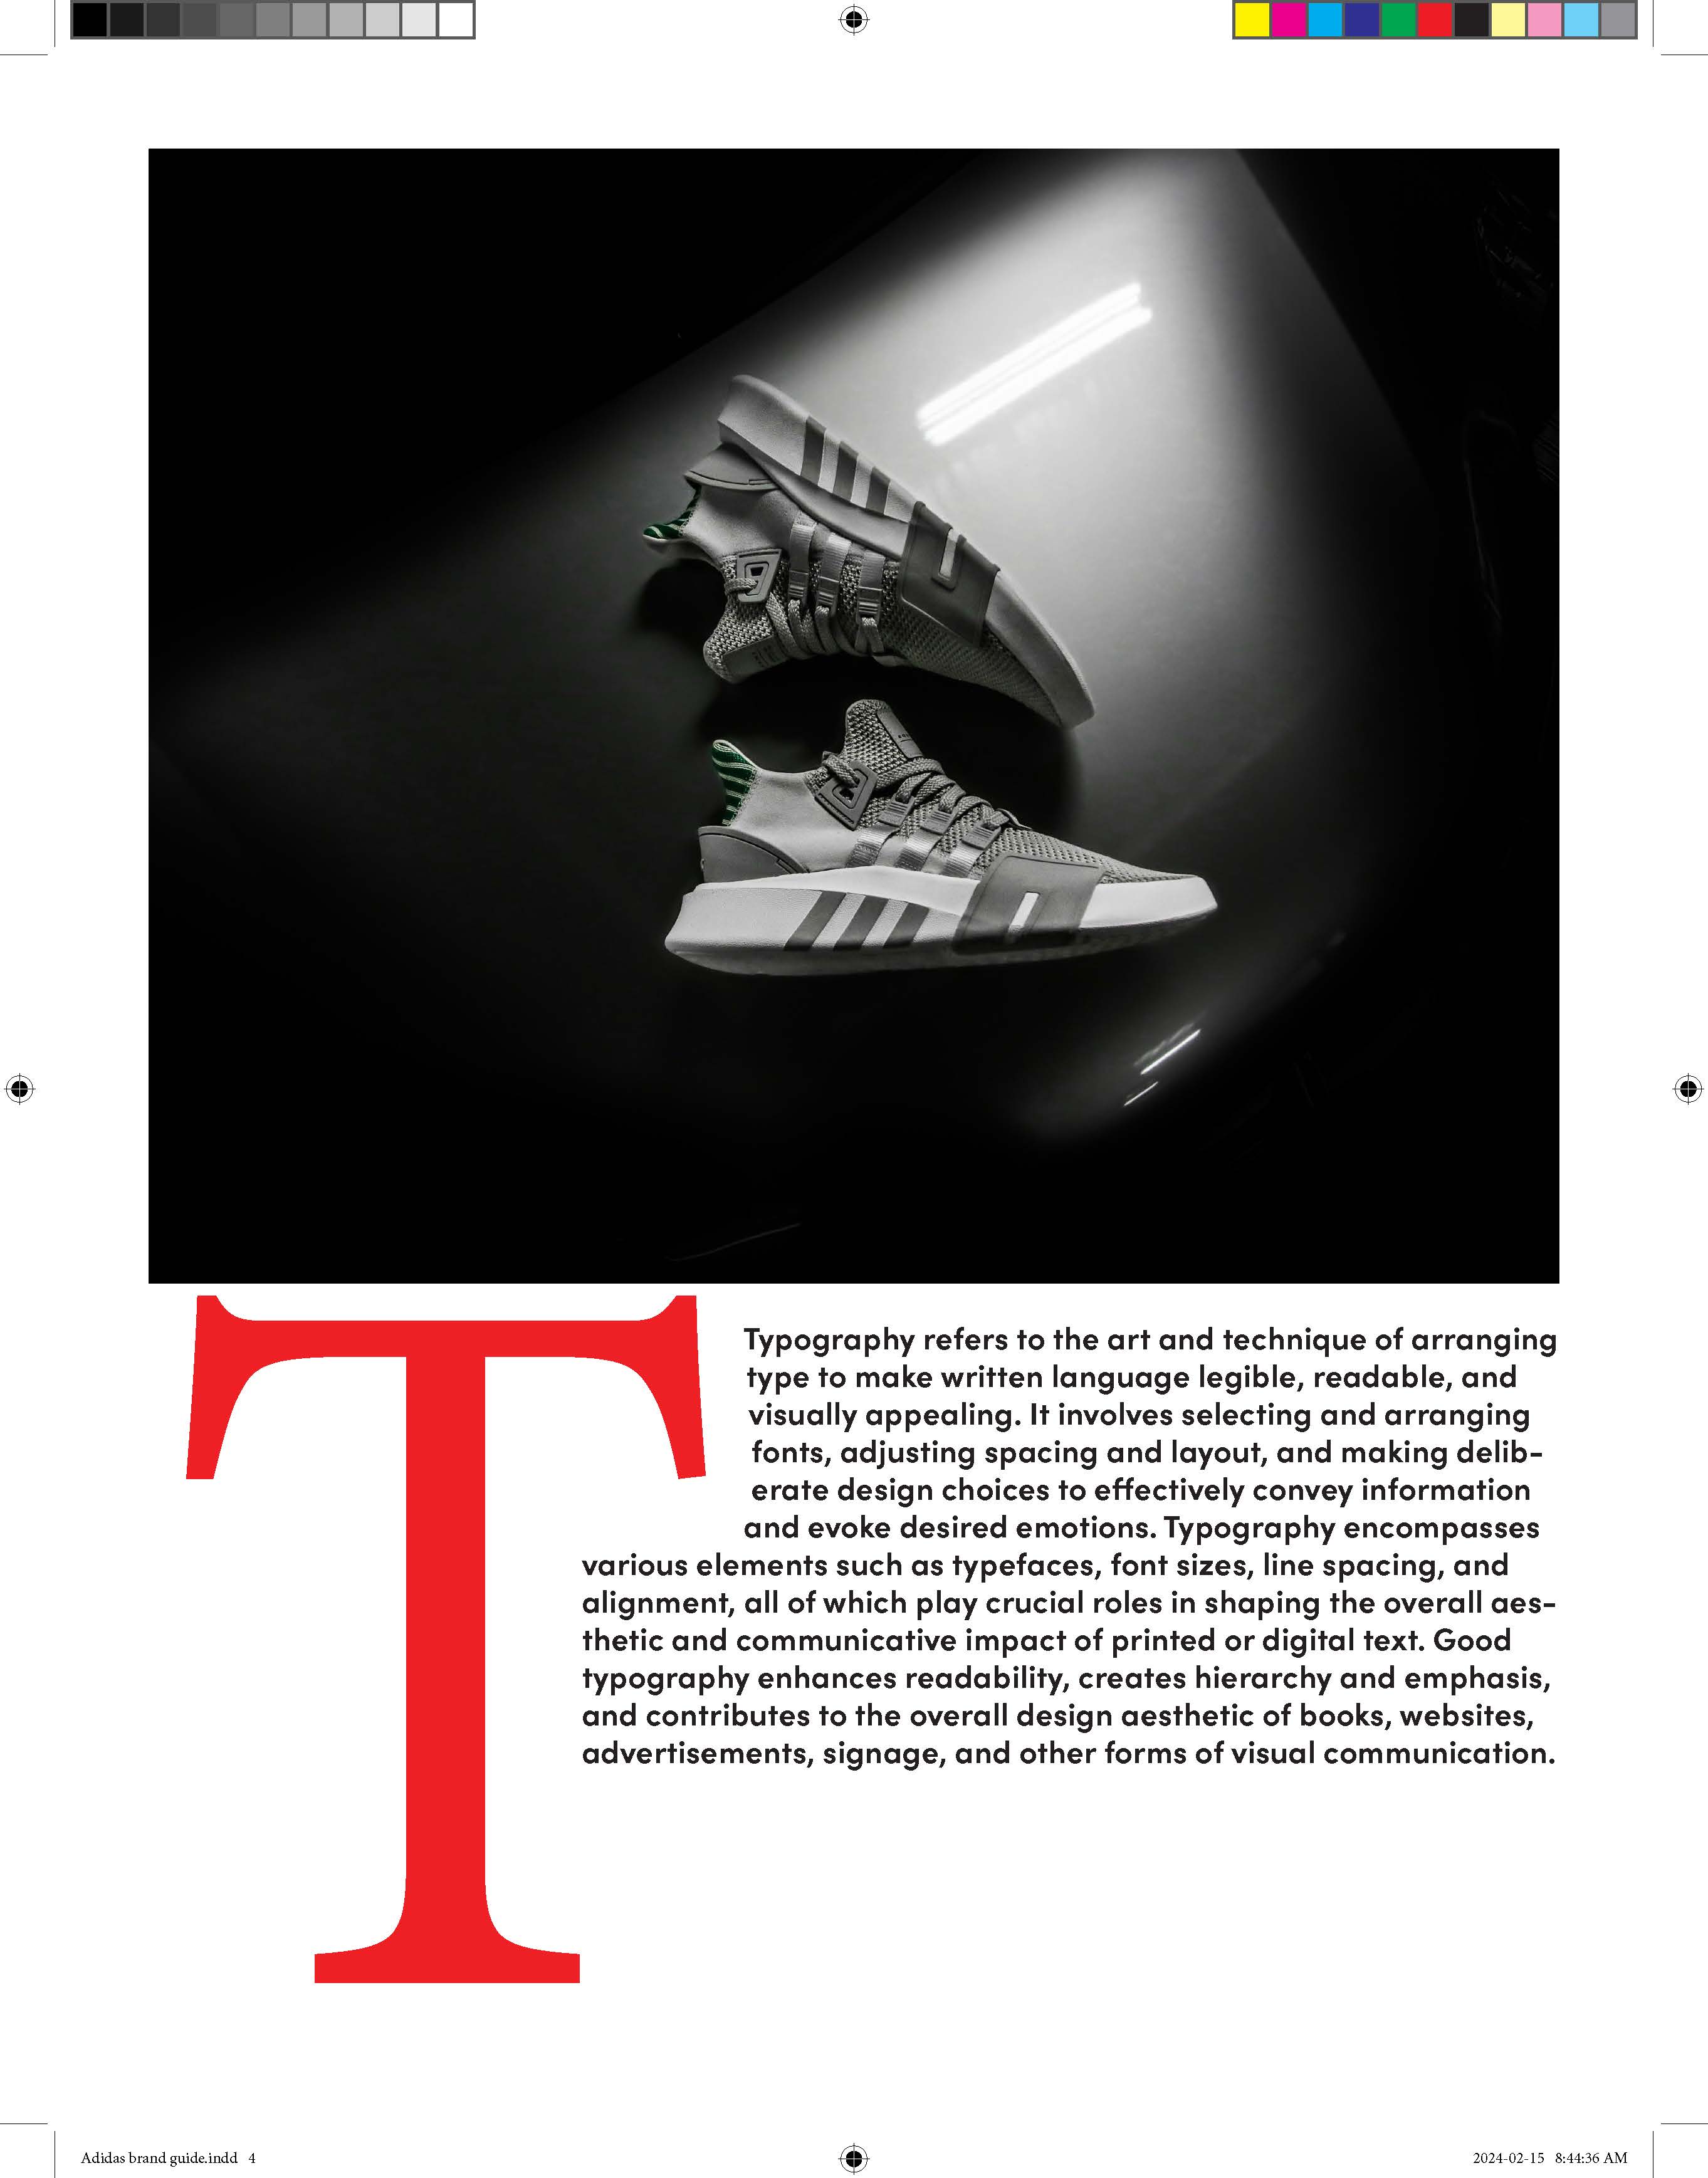 T
Typography refers to the art and technique of arranging
type to make written language legible, readable, and
visually appealing. It involves selecting and arranging
fonts, adjusting spacing and layout, and making delib-
erate design choices to effectively convey information
and evoke desired emotions. Typography encompasses
various elements such as typefaces, font sizes, line spacing, and
alignment, all of which play crucial roles in shaping the overall aes-
thetic and communicative impact of printed or digital text. Good
typography enhances readability, creates hierarchy and emphasis,
and contributes to the overall design aesthetic of books, websites,
advertisements, signage, and other forms of visual communication.
Adidas brand guide.indd   4
2024-02-15   8:44:36 AM